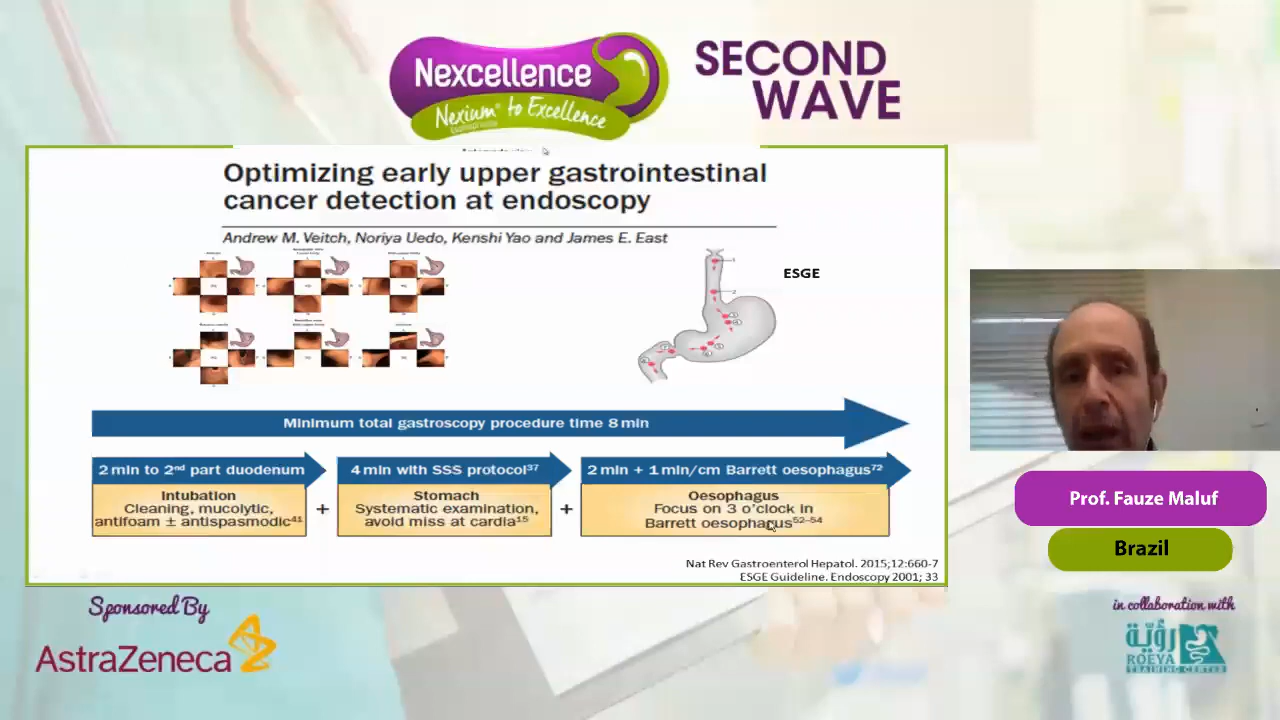 Nexcellence
Nexium® to Excellence
Esomeprazole
SECOND
WAVE
Optimizing early upper gastrointestinal
cancer detection at endoscopy
Andrew M. Veitch, Noriya Uedo, Kenshi Yao and James E. East
ESGE
1
2
Minimum total gastroscopy procedure time 8 min
2 min to 2nd part duodenum
4 min with SSS protocol37
2 min + 1 min/cm Barrett oesophagus72
Intubation
Cleaning, mucolytic,
antifoam ± antispasmodic41
+
Stomach
Systematic examination,
avoid miss at cardia15
+
Oesophagus
Focus on 3 o'clock in
Barrett oesophagus52–54
Nat Rev Gastroenterol Hepatol. 2015;12:660-7
ESGE Guideline. Endoscopy 2001; 33
Prof. Fauze Maluf
Brazil
Sponsored By
AstraZeneca
in collaboration with
رؤية
ROEYA
TRAINING CENTER